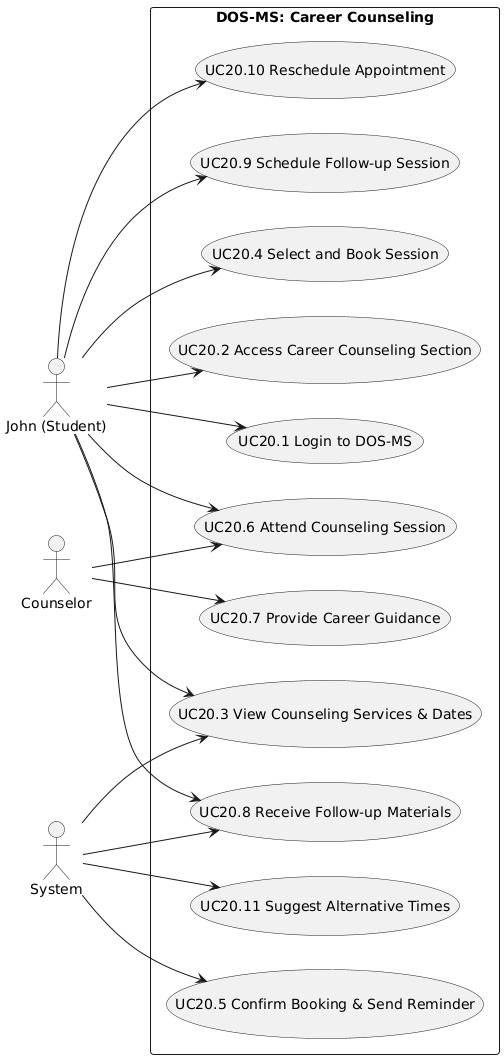 DOS-MS: Career Counseling
UC20.10 Reschedule Appointment
UC20.9 Schedule Follow-up Session
UC20.4 Select and Book Session
UC20.2 Access Career Counseling Section
John (Student)
UC20.1 Login to DOS-MS
UC20.6 Attend Counseling Session
Counselor
UC20.7 Provide Career Guidance
UC20.3 View Counseling Services & Dates
UC20.8 Receive Follow-up Materials
System
UC20.11 Suggest Alternative Times
UC20.5 Confirm Booking & Send Reminder